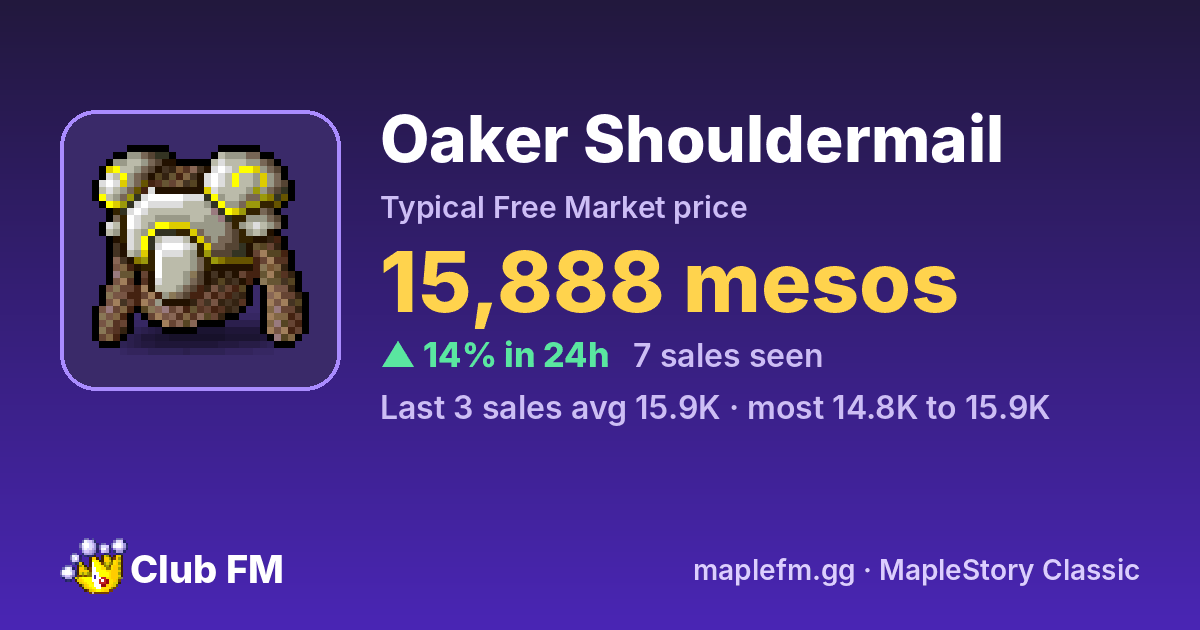 Oaker Shouldermail
Typical Free Market price
15,888 mesos
▲ 14% in 24h 7 sales seen
Last 3 sales avg 15.9K · most 14.8K to 15.9K
Club FM
maplefm.gg · MapleStory Classic